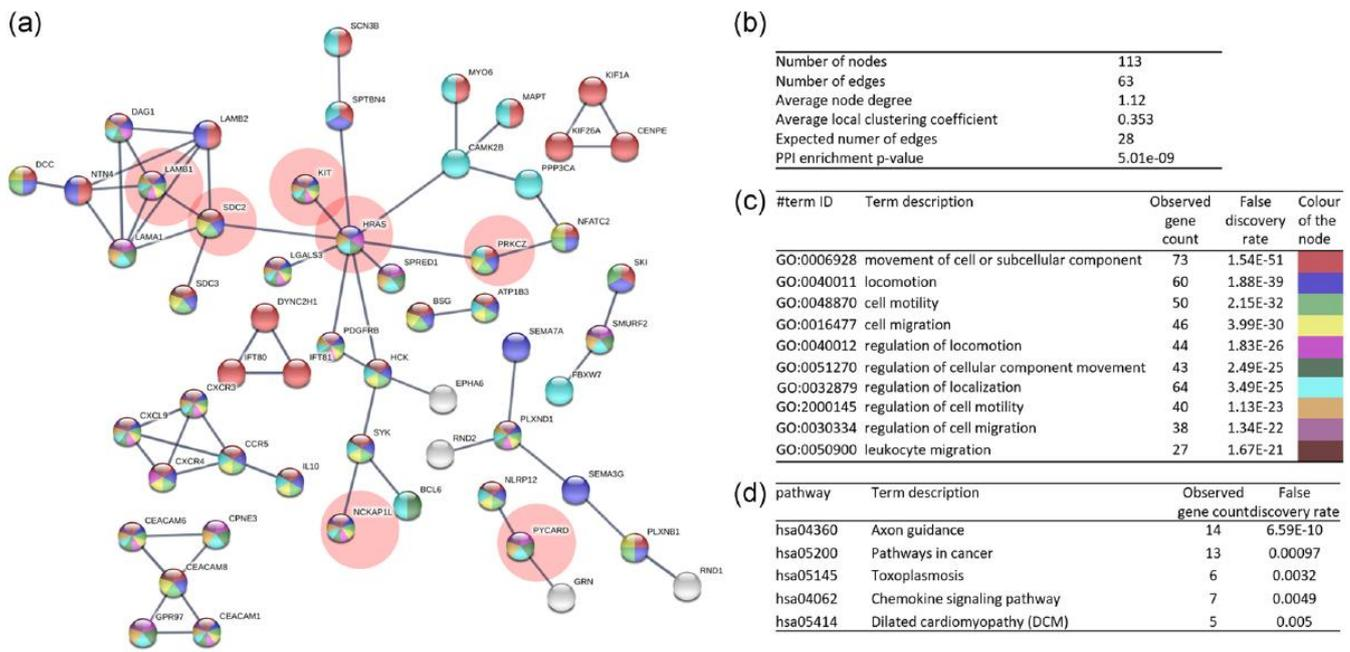 (a)
SCN3B
MYO6
KIF1A
MAPT
SPTBN4
DAG1
LAMB2
KIF26A
CENPE
CAMK2B
DCC
LAMB1
NTN4
KIT
PPP3CA
SDC2
HRAS
NFATC2
LAMA1
PRKCZ
LGALS3
SPRED1
SKI
SDC3
ATP1B3
BSG
DYNC2H1
PDGFRB
SMURF2
SEMA7A
IFT80
IFT81
HCK
FBXW7
EPHA6
CXCR3
CXCL9
PLXND1
RND2
SYK
CCR5
CXCR4
IL10
SEMA3G
NLRP12
BCL6
NCKAP1L
CEACAM6
CPNE3
PYCARD
PLXNB1
CEACAM8
RND1
GRN
GPR97
CEACAM1
(b)
Number of nodes 113
Number of edges 63
Average node degree 1.12
Average local clustering coefficient 0.353
Expected numer of edges 28
PPI enrichment p-value 5.01e-09
(c)
#term ID Term description Observed gene count False discovery rate Colour of the node
GO:0006928 movement of cell or subcellular component 73 1.54E-51
GO:0040011 locomotion 60 1.88E-39
GO:0048870 cell motility 50 2.15E-32
GO:0016477 cell migration 46 3.99E-30
GO:0040012 regulation of locomotion 44 1.83E-26
GO:0051270 regulation of cellular component movement 43 2.49E-25
GO:0032879 regulation of localization 64 3.49E-25
GO:2000145 regulation of cell motility 40 1.13E-23
GO:0030334 regulation of cell migration 38 1.34E-22
GO:0050900 leukocyte migration 27 1.67E-21
(d)
pathway Term description Observed gene count False discovery rate
hsa04360 Axon guidance 14 6.59E-10
hsa05200 Pathways in cancer 13 0.00097
hsa05145 Toxoplasmosis 6 0.0032
hsa04062 Chemokine signaling pathway 7 0.0049
hsa05414 Dilated cardiomyopathy (DCM) 5 0.005